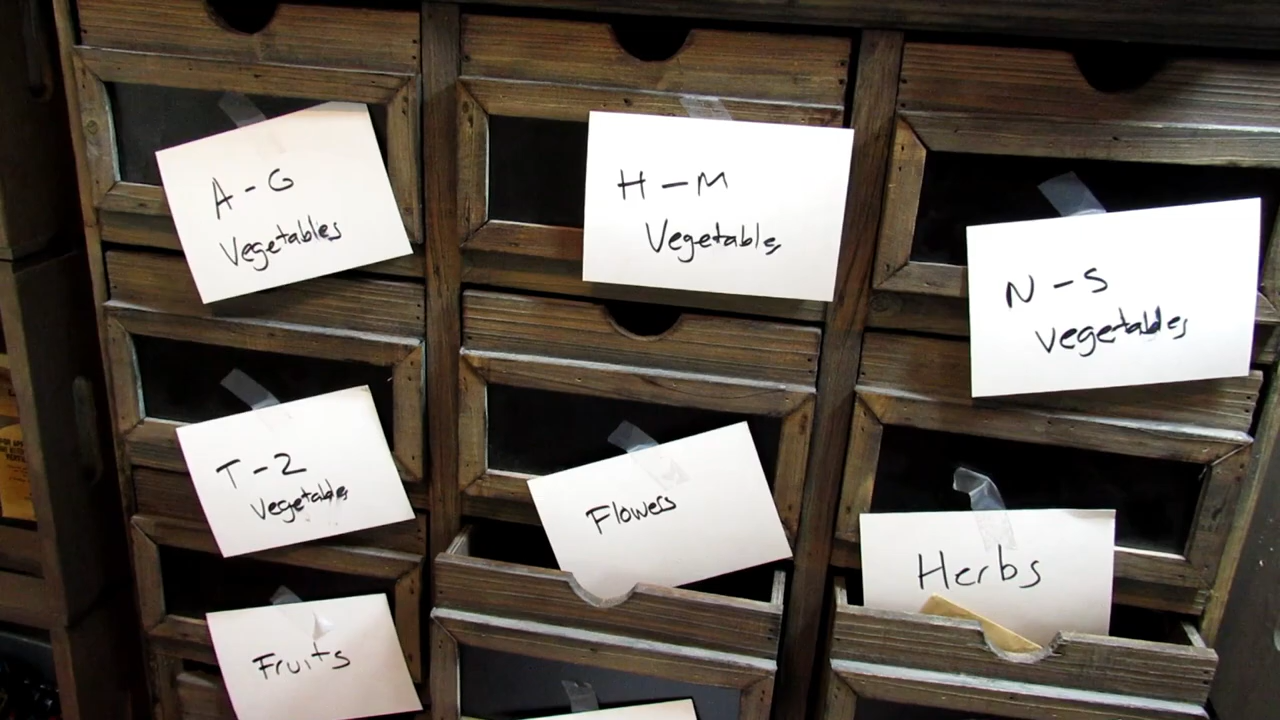 A - G
Vegetables
H - M
Vegetables
N - S
Vegetables
T - Z
Vegetables
Flowers
Herbs
Fruits